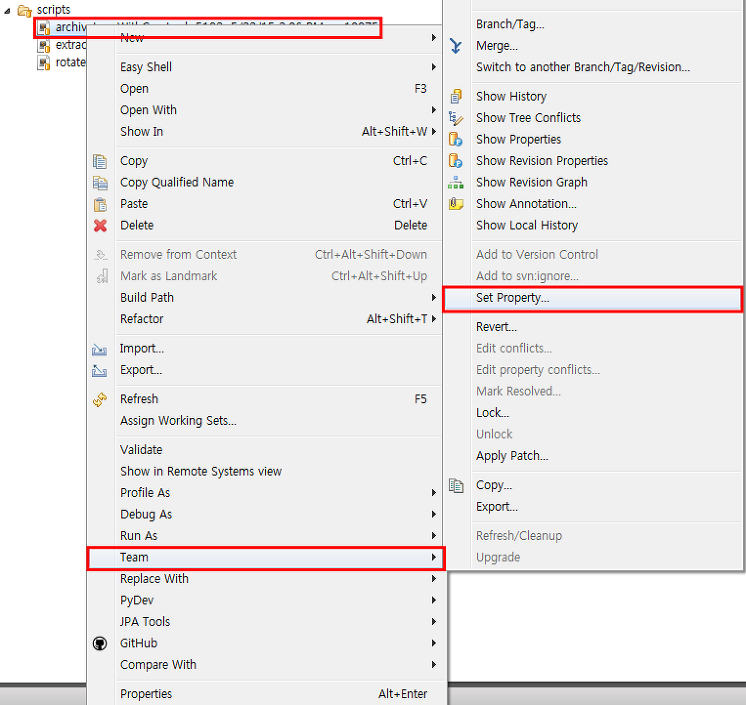 scripts
archiv
extrac
rotate
New
Easy Shell
Open F3
Open With
Show In Alt+Shift+W
Copy Ctrl+C
Copy Qualified Name
Paste Ctrl+V
Delete Delete
Remove from Context Ctrl+Alt+Shift+Down
Mark as Landmark Ctrl+Alt+Shift+Up
Build Path
Refactor Alt+Shift+T
Import...
Export...
Refresh F5
Assign Working Sets...
Validate
Show in Remote Systems view
Profile As
Debug As
Run As
Team
Replace With
PyDev
JPA Tools
GitHub
Compare With
Properties Alt+Enter
Branch/Tag...
Merge...
Switch to another Branch/Tag/Revision...
Show History
Show Tree Conflicts
Show Properties
Show Revision Properties
Show Revision Graph
Show Annotation...
Show Local History
Add to Version Control
Add to svn:ignore...
Set Property...
Revert...
Edit conflicts...
Edit property conflicts...
Mark Resolved...
Lock...
Unlock
Apply Patch...
Copy...
Export...
Refresh/Cleanup
Upgrade